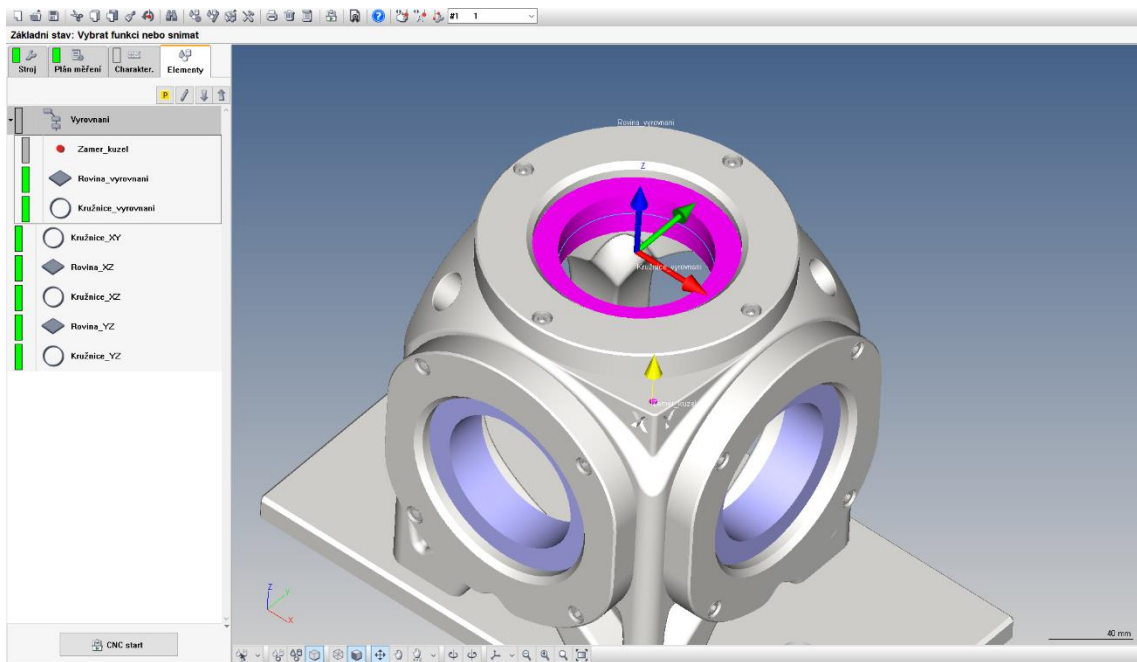 #1 1
Základní stav: Vybrat funkci nebo snímat
Stroj
Plán měření
Charakter.
Elementy
P
Vyrovnani
Zamer_kuzel
Rovina_vyrovnani
Kružnice_vyrovnani
Kružnice_XY
Rovina_XZ
Kružnice_XZ
Rovina_YZ
Kružnice_YZ
CNC start
Rovina_vyrovnani
Z
Kružnice_vyrovnani
Zamer_kuzel
X Y
Z
Y
X
40 mm